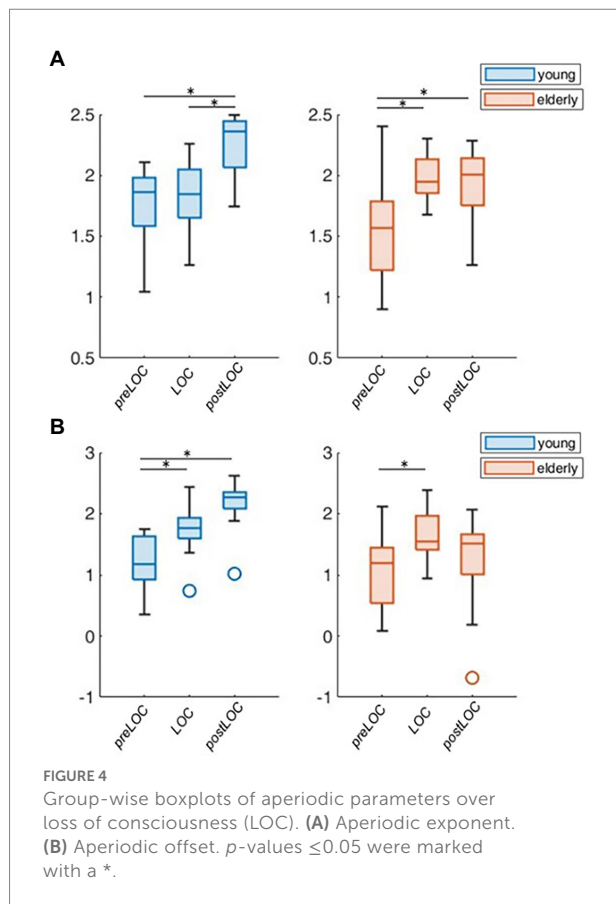 A
young
elderly
* * * *
2.5 2.5
2 2
1.5 1.5
1 1
0.5 0.5
preLOC LOC postLOC preLOC LOC postLOC
B
young
elderly
* * *
3 3
2 2
1 1
0 0
-1 -1
preLOC LOC postLOC preLOC LOC postLOC
FIGURE 4
Group-wise boxplots of aperiodic parameters over
loss of consciousness (LOC). (A) Aperiodic exponent.
(B) Aperiodic offset. p-values ≤0.05 were marked
with a *.